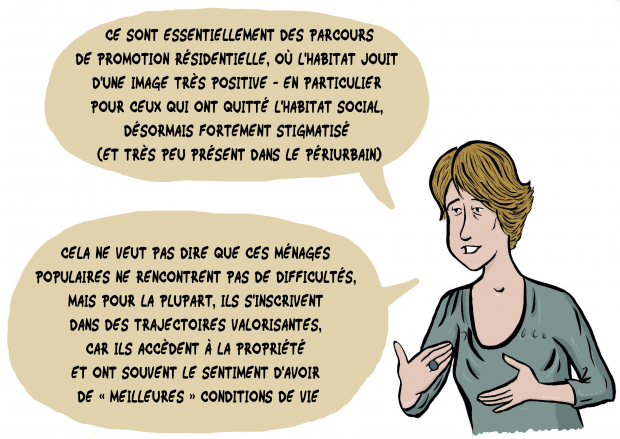 CE SONT ESSENTIELLEMENT DES PARCOURS
DE PROMOTION RÉSIDENTIELLE, OÙ L'HABITAT JOUIT
D'UNE IMAGE TRÈS POSITIVE - EN PARTICULIER
POUR CEUX QUI ONT QUITTÉ L'HABITAT SOCIAL,
DÉSORMAIS FORTEMENT STIGMATISÉ
(ET TRÈS PEU PRÉSENT DANS LE PÉRIURBAIN)
CELA NE VEUT PAS DIRE QUE CES MÉNAGES
POPULAIRES NE RENCONTRENT PAS DE DIFFICULTÉS,
MAIS POUR LA PLUPART, ILS S'INSCRIVENT
DANS DES TRAJECTOIRES VALORISANTES,
CAR ILS ACCÈDENT À LA PROPRIÉTÉ
ET ONT SOUVENT LE SENTIMENT D'AVOIR
DE « MEILLEURES » CONDITIONS DE VIE